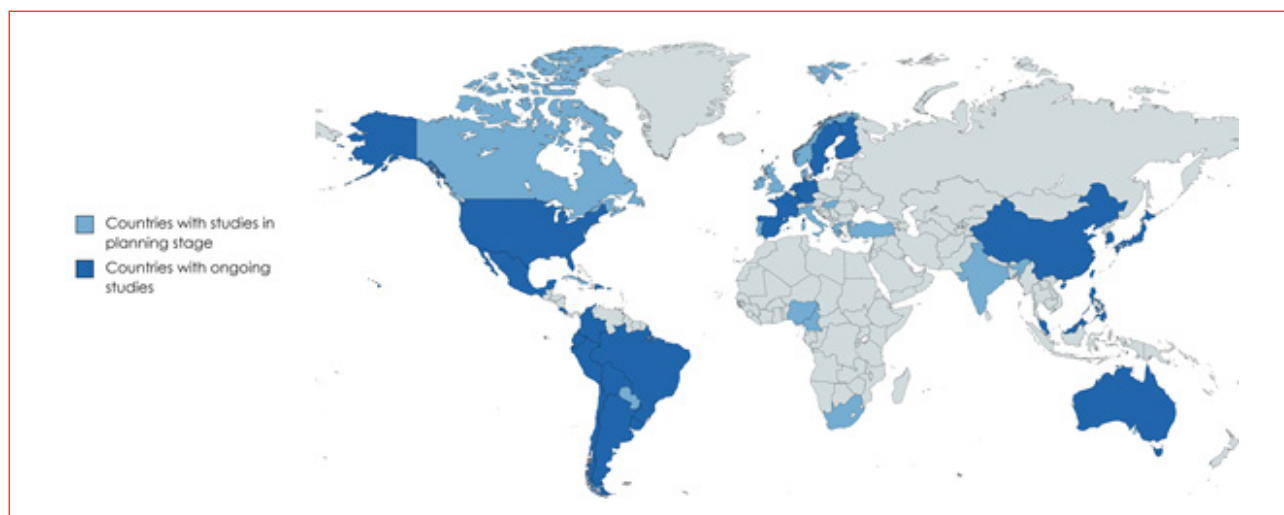 Countries with studies in
planning stage
Countries with ongoing
studies